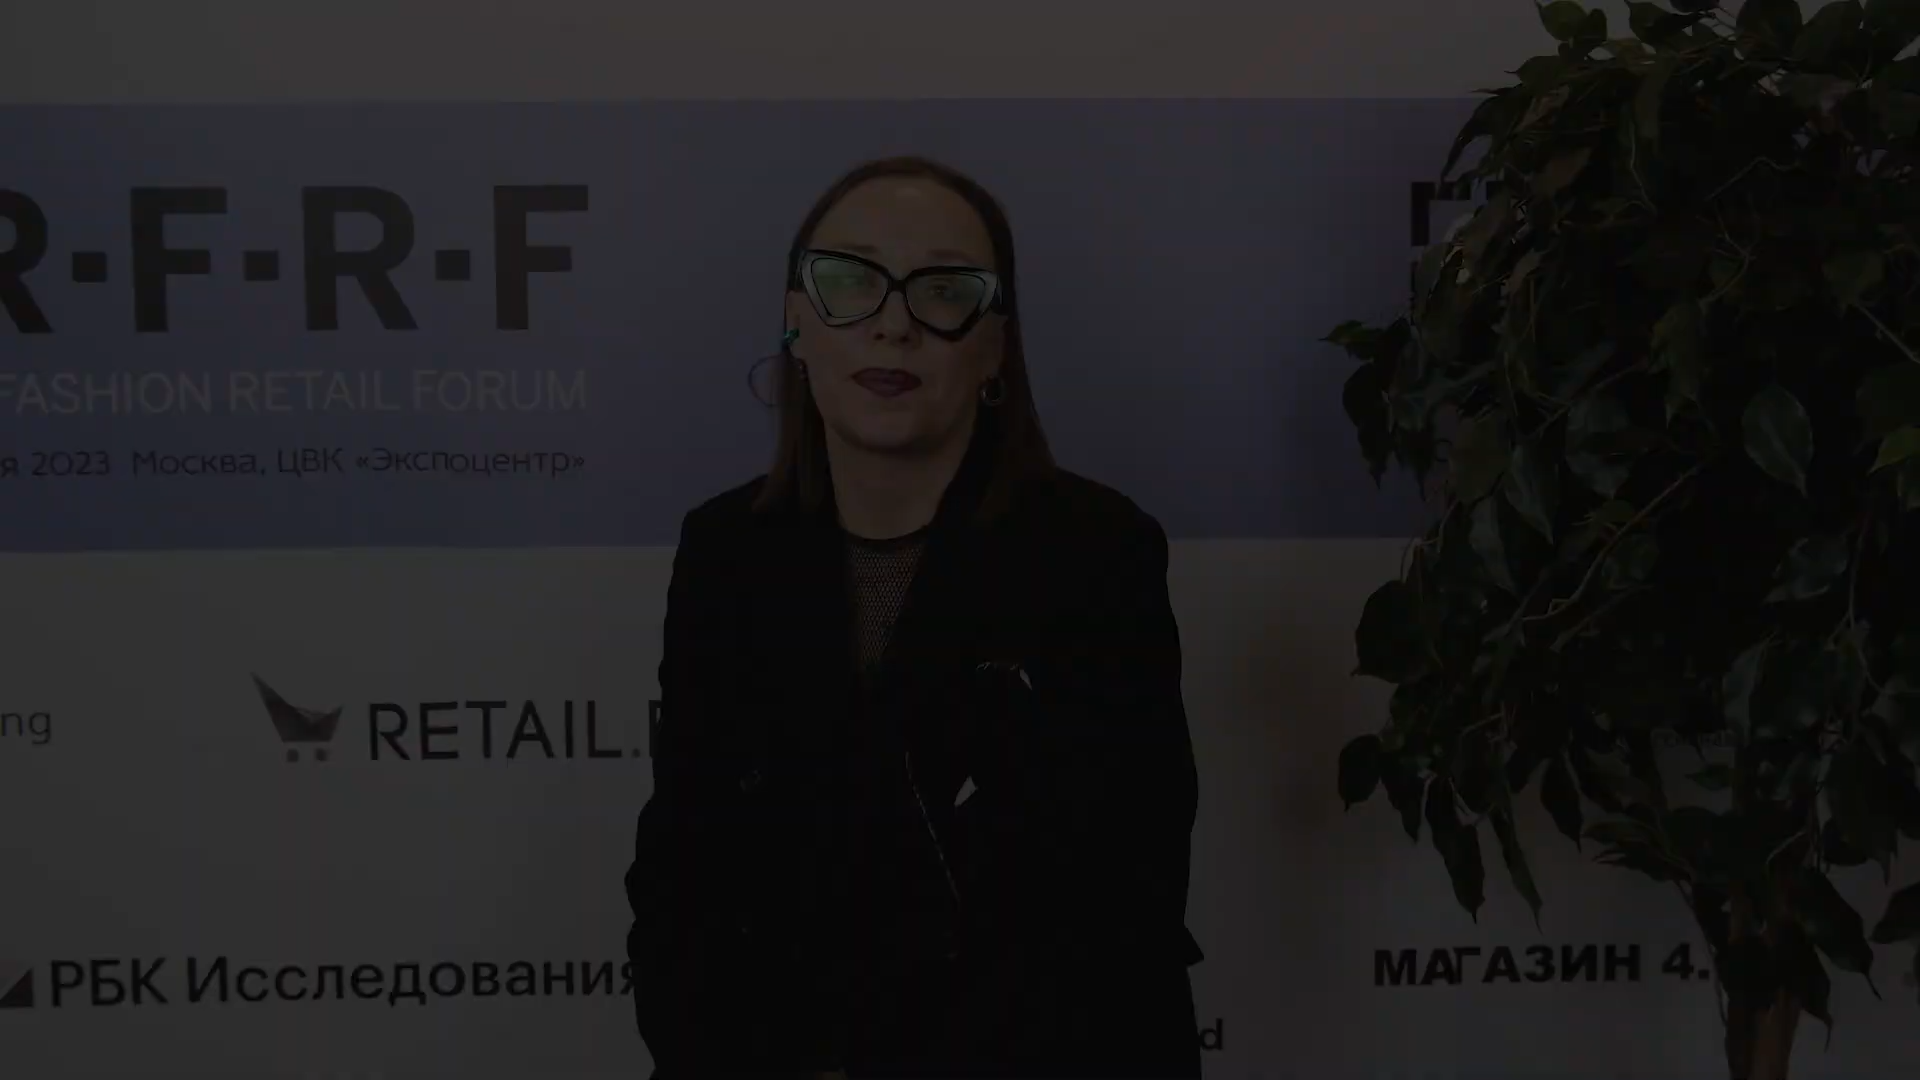 R·F·R·F
FASHION RETAIL FORUM
я 2023 Москва, ЦВК «Экспоцентр»
ng
RETAIL.
РБК Исследования
МАГАЗИН 4.
d